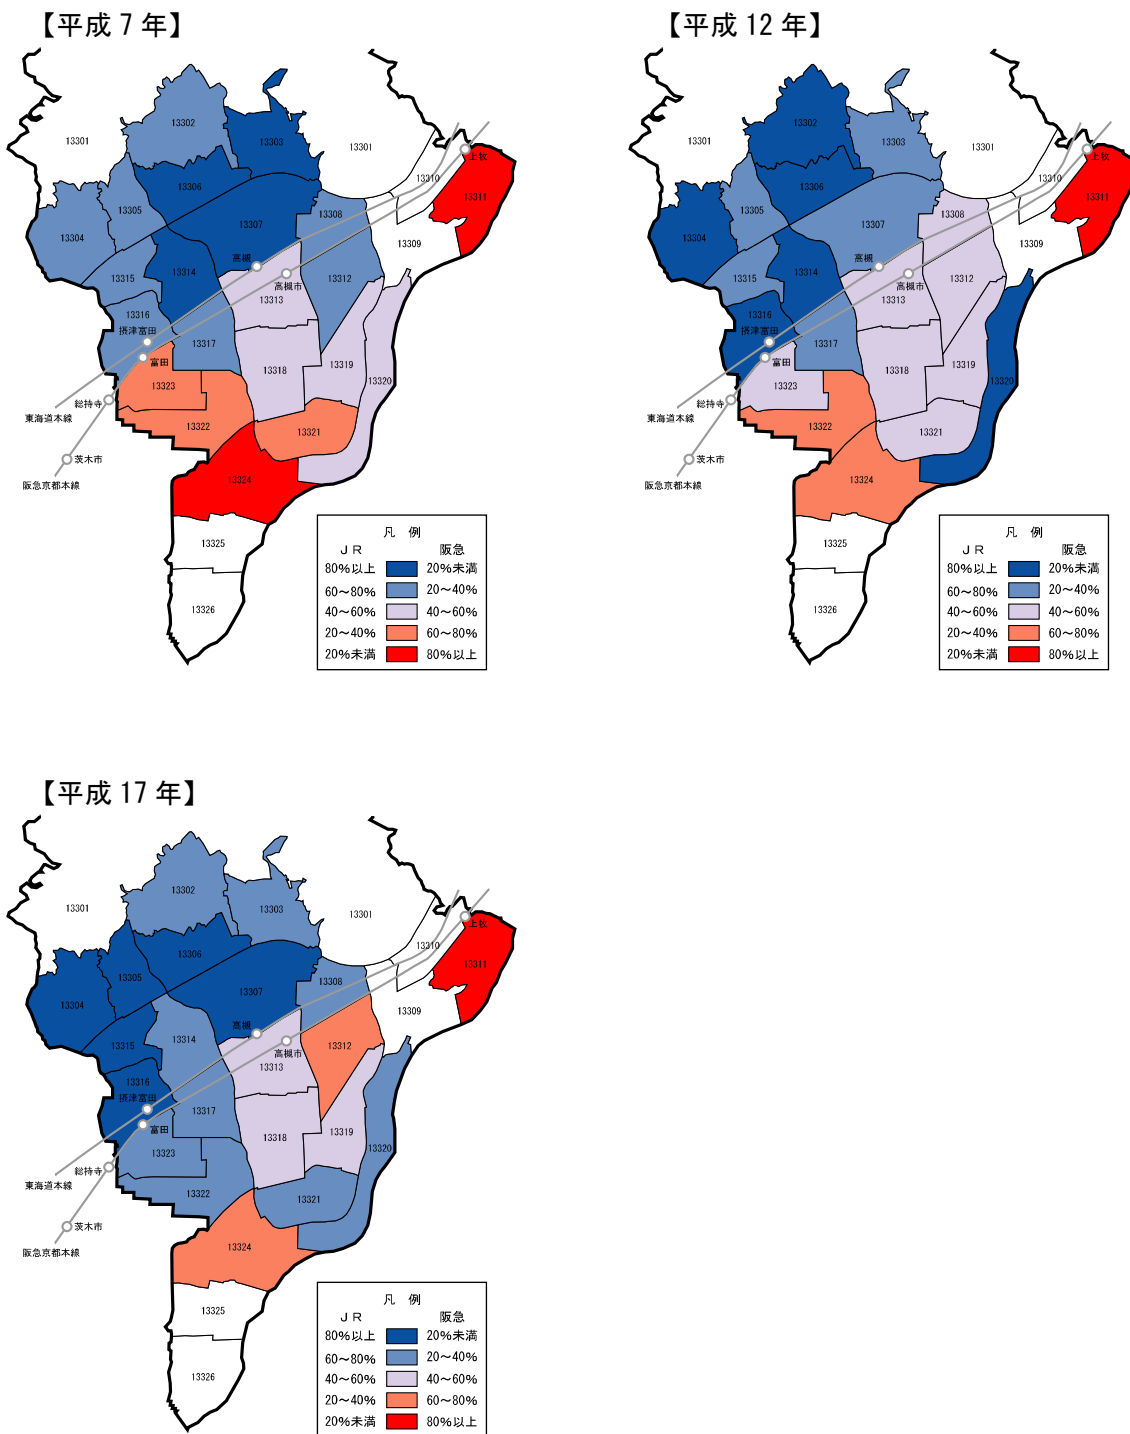 【平成 7 年】
13301
13302
13303
13301
13310
上牧
13311
13306
13305
13304
13307
13308
13309
高槻
高槻市
13312
13314
13315
13313
13316
摂津富田
富田
13317
13318
13319
13320
13323
総持寺
東海道本線
13322
13321
茨木市
阪急京都本線
13324
13325
13326
凡 例
ＪＲ 阪急
80%以上 20%未満
60～80% 20～40%
40～60% 40～60%
20～40% 60～80%
20%未満 80%以上
【平成 12 年】
13301
13302
13303
13301
13310
上牧
13311
13306
13305
13304
13307
13308
13309
高槻
高槻市
13312
13314
13315
13313
13316
摂津富田
富田
13317
13318
13319
13320
13323
総持寺
東海道本線
13322
13321
茨木市
阪急京都本線
13324
13325
13326
凡 例
ＪＲ 阪急
80%以上 20%未満
60～80% 20～40%
40～60% 40～60%
20～40% 60～80%
20%未満 80%以上
【平成 17 年】
13301
13302
13303
13301
13310
上牧
13311
13306
13305
13304
13307
13308
13309
高槻
高槻市
13312
13314
13315
13313
13316
摂津富田
富田
13317
13318
13319
13320
13323
総持寺
東海道本線
13322
13321
茨木市
阪急京都本線
13324
13325
13326
凡 例
ＪＲ 阪急
80%以上 20%未満
60～80% 20～40%
40～60% 40～60%
20～40% 60～80%
20%未満 80%以上